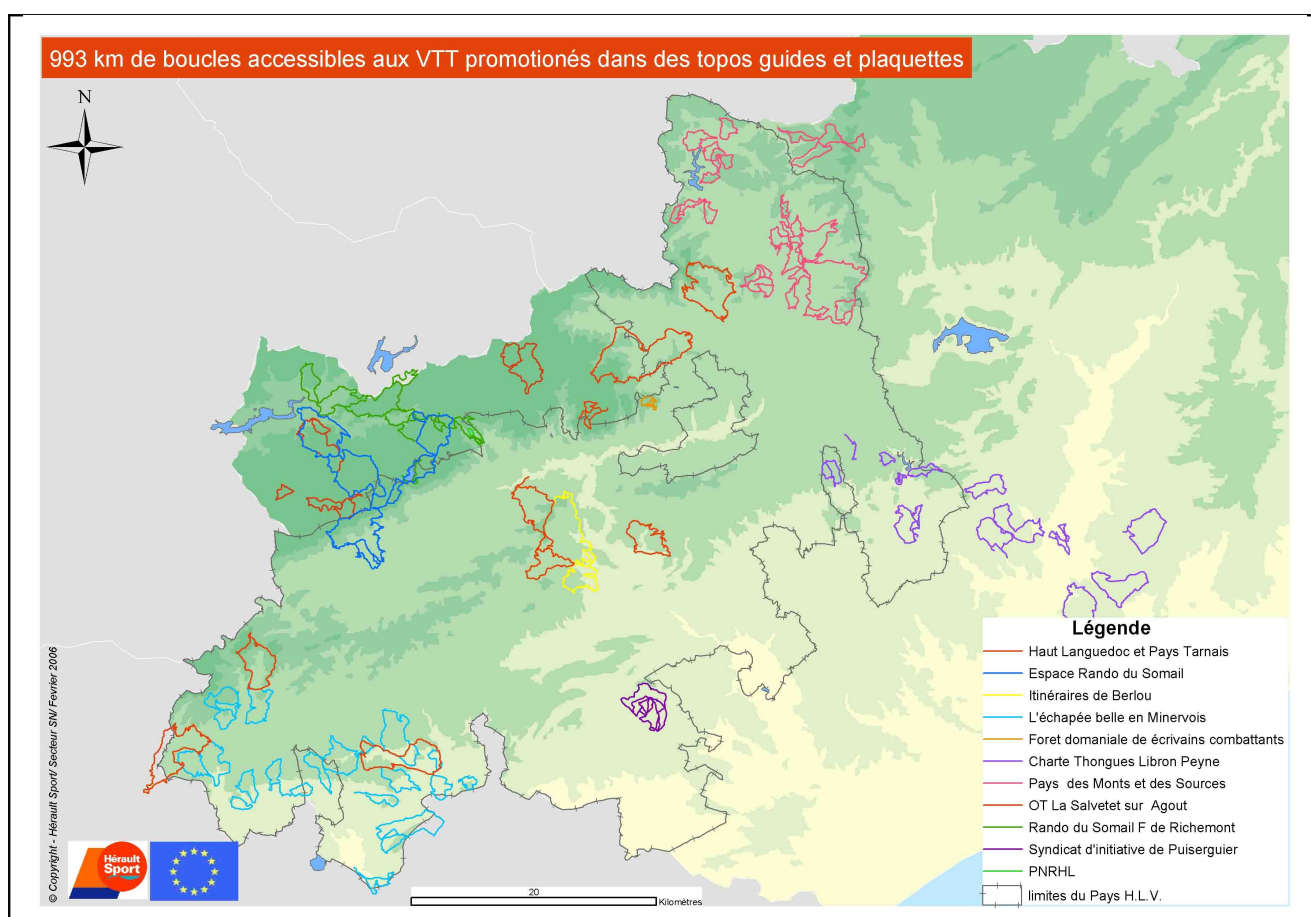 993 km de boucles accessibles aux VTT promotionés dans des topos guides et plaquettes
N
Légende
Haut Languedoc et Pays Tarnais
Espace Rando du Somail
Itinéraires de Berlou
L'échapée belle en Minervois
Foret domaniale de écrivains combattants
Charte Thongues Libron Peyne
Pays des Monts et des Sources
OT La Salvetet sur Agout
Rando du Somail F de Richemont
Syndicat d'initiative de Puiserguier
PNRHL
limites du Pays H.L.V.
© Copyright - Hérault Sport/ Secteur SN/ Fevrier 2006
Hérault
Sport
20
Kilomètres